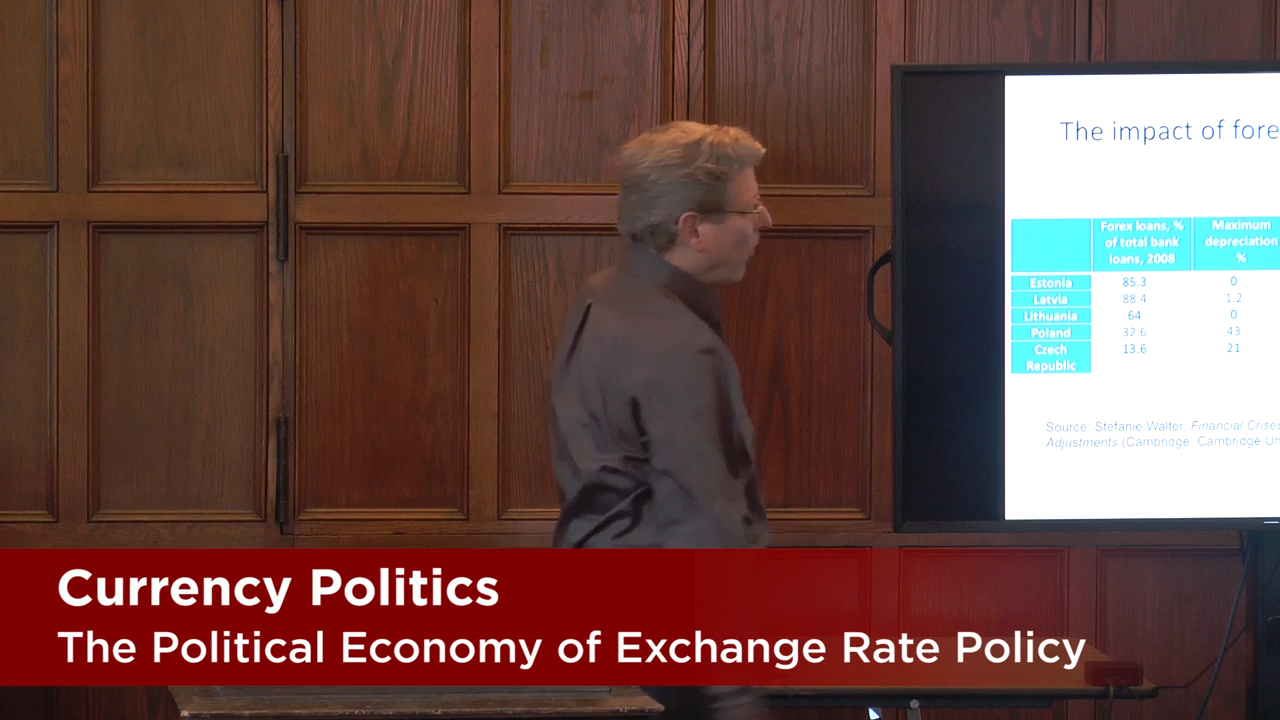 The impact of fore
Forex loans, % of total bank loans, 2008
Maximum depreciation %
Estonia 85.3 0
Latvia 88.4 1.2
Lithuania 64 0
Poland 32.6 43
Czech Republic 13.6 21
Source: Stefanie Walter, Financial Crises
Adjustments (Cambridge: Cambridge Un
Currency Politics
The Political Economy of Exchange Rate Policy